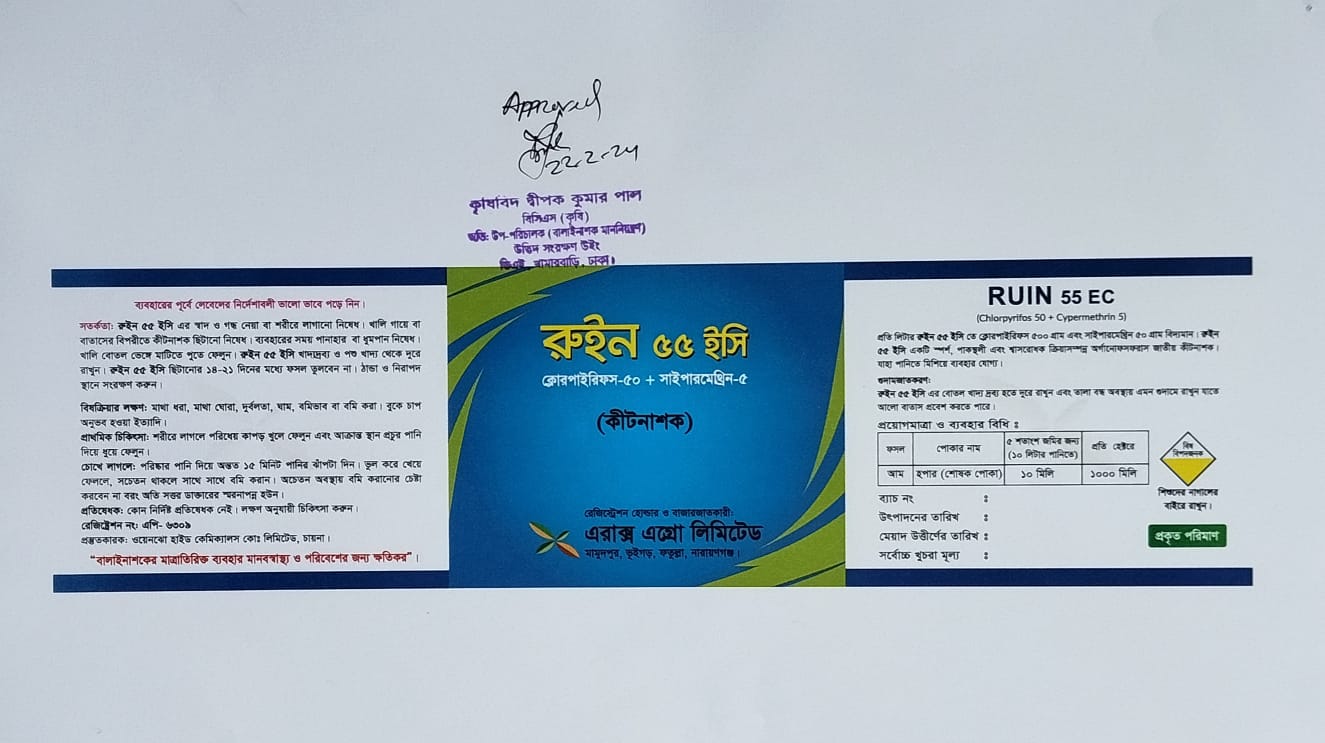 Approved
22-2-24
কৃষিবিদ দ্বীপক কুমার পাল
বিসিএস (কৃষি)
অতি: উপ-পরিচালক (বালাইনাশক মাননিয়ন্ত্রণ)
উদ্ভিদ সংরক্ষণ উইং
ডিএই, খামারবাড়ি, ঢাকা।
ব্যবহারের পূর্বে লেবেলের নির্দেশাবলী ভালো ভাবে পড়ে নিন।
সতর্কতা: রুইন ৫৫ ইসি এর স্বাদ ও গন্ধ নেয়া বা শরীরে লাগানো নিষেধ। খালি গায়ে বা
বাতাসের বিপরীতে কীটনাশক ছিটানো নিষেধ। ব্যবহারের সময় পানাহার বা ধুমপান নিষেধ।
খালি বোতল ভেঙ্গে মাটিতে পুতে ফেলুন। রুইন ৫৫ ইসি খাদ্যদ্রব্য ও পশু খাদ্য থেকে দূরে
রাখুন। রুইন ৫৫ ইসি ছিটানোর ১৪-২১ দিনের মধ্যে ফসল তুলবেন না। ঠান্ডা ও নিরাপদ
স্থানে সংরক্ষণ করুন।
বিষক্রিয়ার লক্ষণ: মাথা ধরা, মাথা ঘোরা, দুর্বলতা, ঘাম, বমিভাব বা বমি করা। বুকে চাপ
অনুভব হওয়া ইত্যাদি।
প্রাথমিক চিকিৎসা: শরীরে লাগলে পরিধেয় কাপড় খুলে ফেলুন এবং আক্রান্ত স্থান প্রচুর পানি
দিয়ে ধুয়ে ফেলুন।
চোখে লাগলে: পরিষ্কার পানি দিয়ে অন্তত ১৫ মিনিট পানির ঝাঁপটা দিন। ভুল করে খেয়ে
ফেললে, সচেতন থাকলে সাথে সাথে বমি করান। অচেতন অবস্থায় বমি করানোর চেষ্টা
করবেন না বরং অতি সত্তর ডাক্তারের স্মরনাপন্ন হউন।
প্রতিষেধক: কোন নির্দিষ্ট প্রতিষেধক নেই। লক্ষণ অনুযায়ী চিকিৎসা করুন।
রেজিষ্ট্রেশন নং: এপি- ৬৩০৯
প্রস্তুতকারক: ওয়েনঝো হাইড কেমিক্যালস কোঃ লিমিটেড, চায়না।
“বালাইনাশকের মাত্রাতিরিক্ত ব্যবহার মানবস্বাস্থ্য ও পরিবেশের জন্য ক্ষতিকর”।
রুইন ৫৫ ইসি
ক্লোরপাইরিফস-৫০ + সাইপারমেথ্রিন-৫
(কীটনাশক)
রেজিস্ট্রেশন হোল্ডার ও বাজারজাতকারী:
এরাক্স এগ্রো লিমিটেড
মামুদপুর, ভূইগড়, ফতুল্লা, নারায়ণগঞ্জ।
RUIN 55 EC
(Chlorpyrifos 50 + Cypermethrin 5)
প্রতি লিটার রুইন ৫৫ ইসি তে ক্লোরপাইরিফস ৫০০ গ্রাম এবং সাইপারমেথ্রিন ৫০ গ্রাম বিদ্যমান। রুইন
৫৫ ইসি একটি স্পর্শ, পাকস্থলী এবং শ্বাসরোধক ক্রিয়াসম্পন্ন অর্গানোফসফরাস জাতীয় কীটনাশক।
যাহা পানিতে মিশিয়ে ব্যবহার যোগ্য।
গুদামজাতকরণ:
রুইন ৫৫ ইসি এর বোতল খাদ্য দ্রব্য হতে দূরে রাখুন এবং তালা বদ্ধ অবস্থায় এমন গুদামে রাখুন যাতে
আলো বাতাস প্রবেশ করতে পারে।
প্রয়োগমাত্রা ও ব্যবহার বিধি :
ফসল পোকার নাম ৫ শতাংশ জমির জন্য (১০ লিটার পানিতে) প্রতি হেক্টরে
আম হপার (শোষক পোকা) ১০ মিলি ১০০০ মিলি
বিষ
বিপদজনক
শিশুদের নাগালের
বাইরে রাখুন।
ব্যাচ নং :
উৎপাদনের তারিখ :
মেয়াদ উত্তীর্ণের তারিখ :
সর্বোচ্চ খুচরা মূল্য :
প্রকৃত পরিমাণ